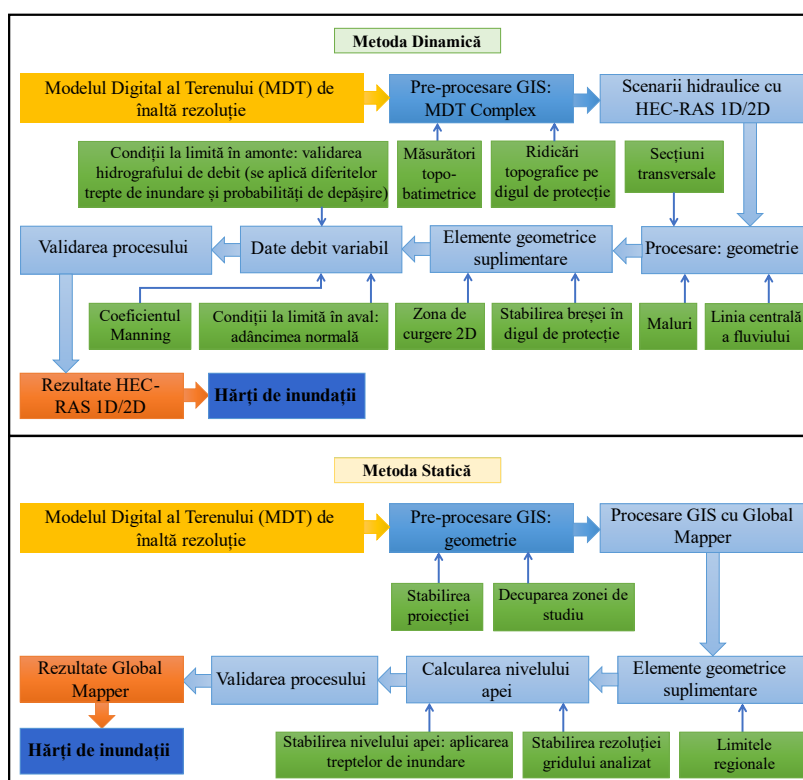 Metoda Dinamică
Modelul Digital al Terenului (MDT) de
înaltă rezoluție
Pre-procesare GIS:
MDT Complex
Scenarii hidraulice cu
HEC-RAS 1D/2D
Condiții la limită în amonte: validarea
hidrografului de debit (se aplică diferitelor
trepte de inundare și probabilități de depășire)
Măsurători
topo-
batimetrice
Ridicări
topografice pe
digul de protecție
Secțiuni
transversale
Validarea procesului
Date debit variabil
Elemente geometrice
suplimentare
Procesare: geometrie
Coeficientul
Manning
Condiții la limită în aval:
adâncimea normală
Zona de
curgere 2D
Stabilirea breșei în
digul de protecție
Maluri
Linia centrală
a fluviului
Rezultate HEC-
RAS 1D/2D
Hărți de inundații
Metoda Statică
Modelul Digital al Terenului (MDT) de
înaltă rezoluție
Pre-procesare GIS:
geometrie
Procesare GIS cu Global
Mapper
Stabilirea
proiecției
Decuparea zonei de
studiu
Rezultate Global
Mapper
Validarea procesului
Calcularea nivelului
apei
Elemente geometrice
suplimentare
Hărți de inundații
Stabilirea nivelului apei: aplicarea
treptelor de inundare
Stabilirea rezoluției
gridului analizat
Limitele
regionale